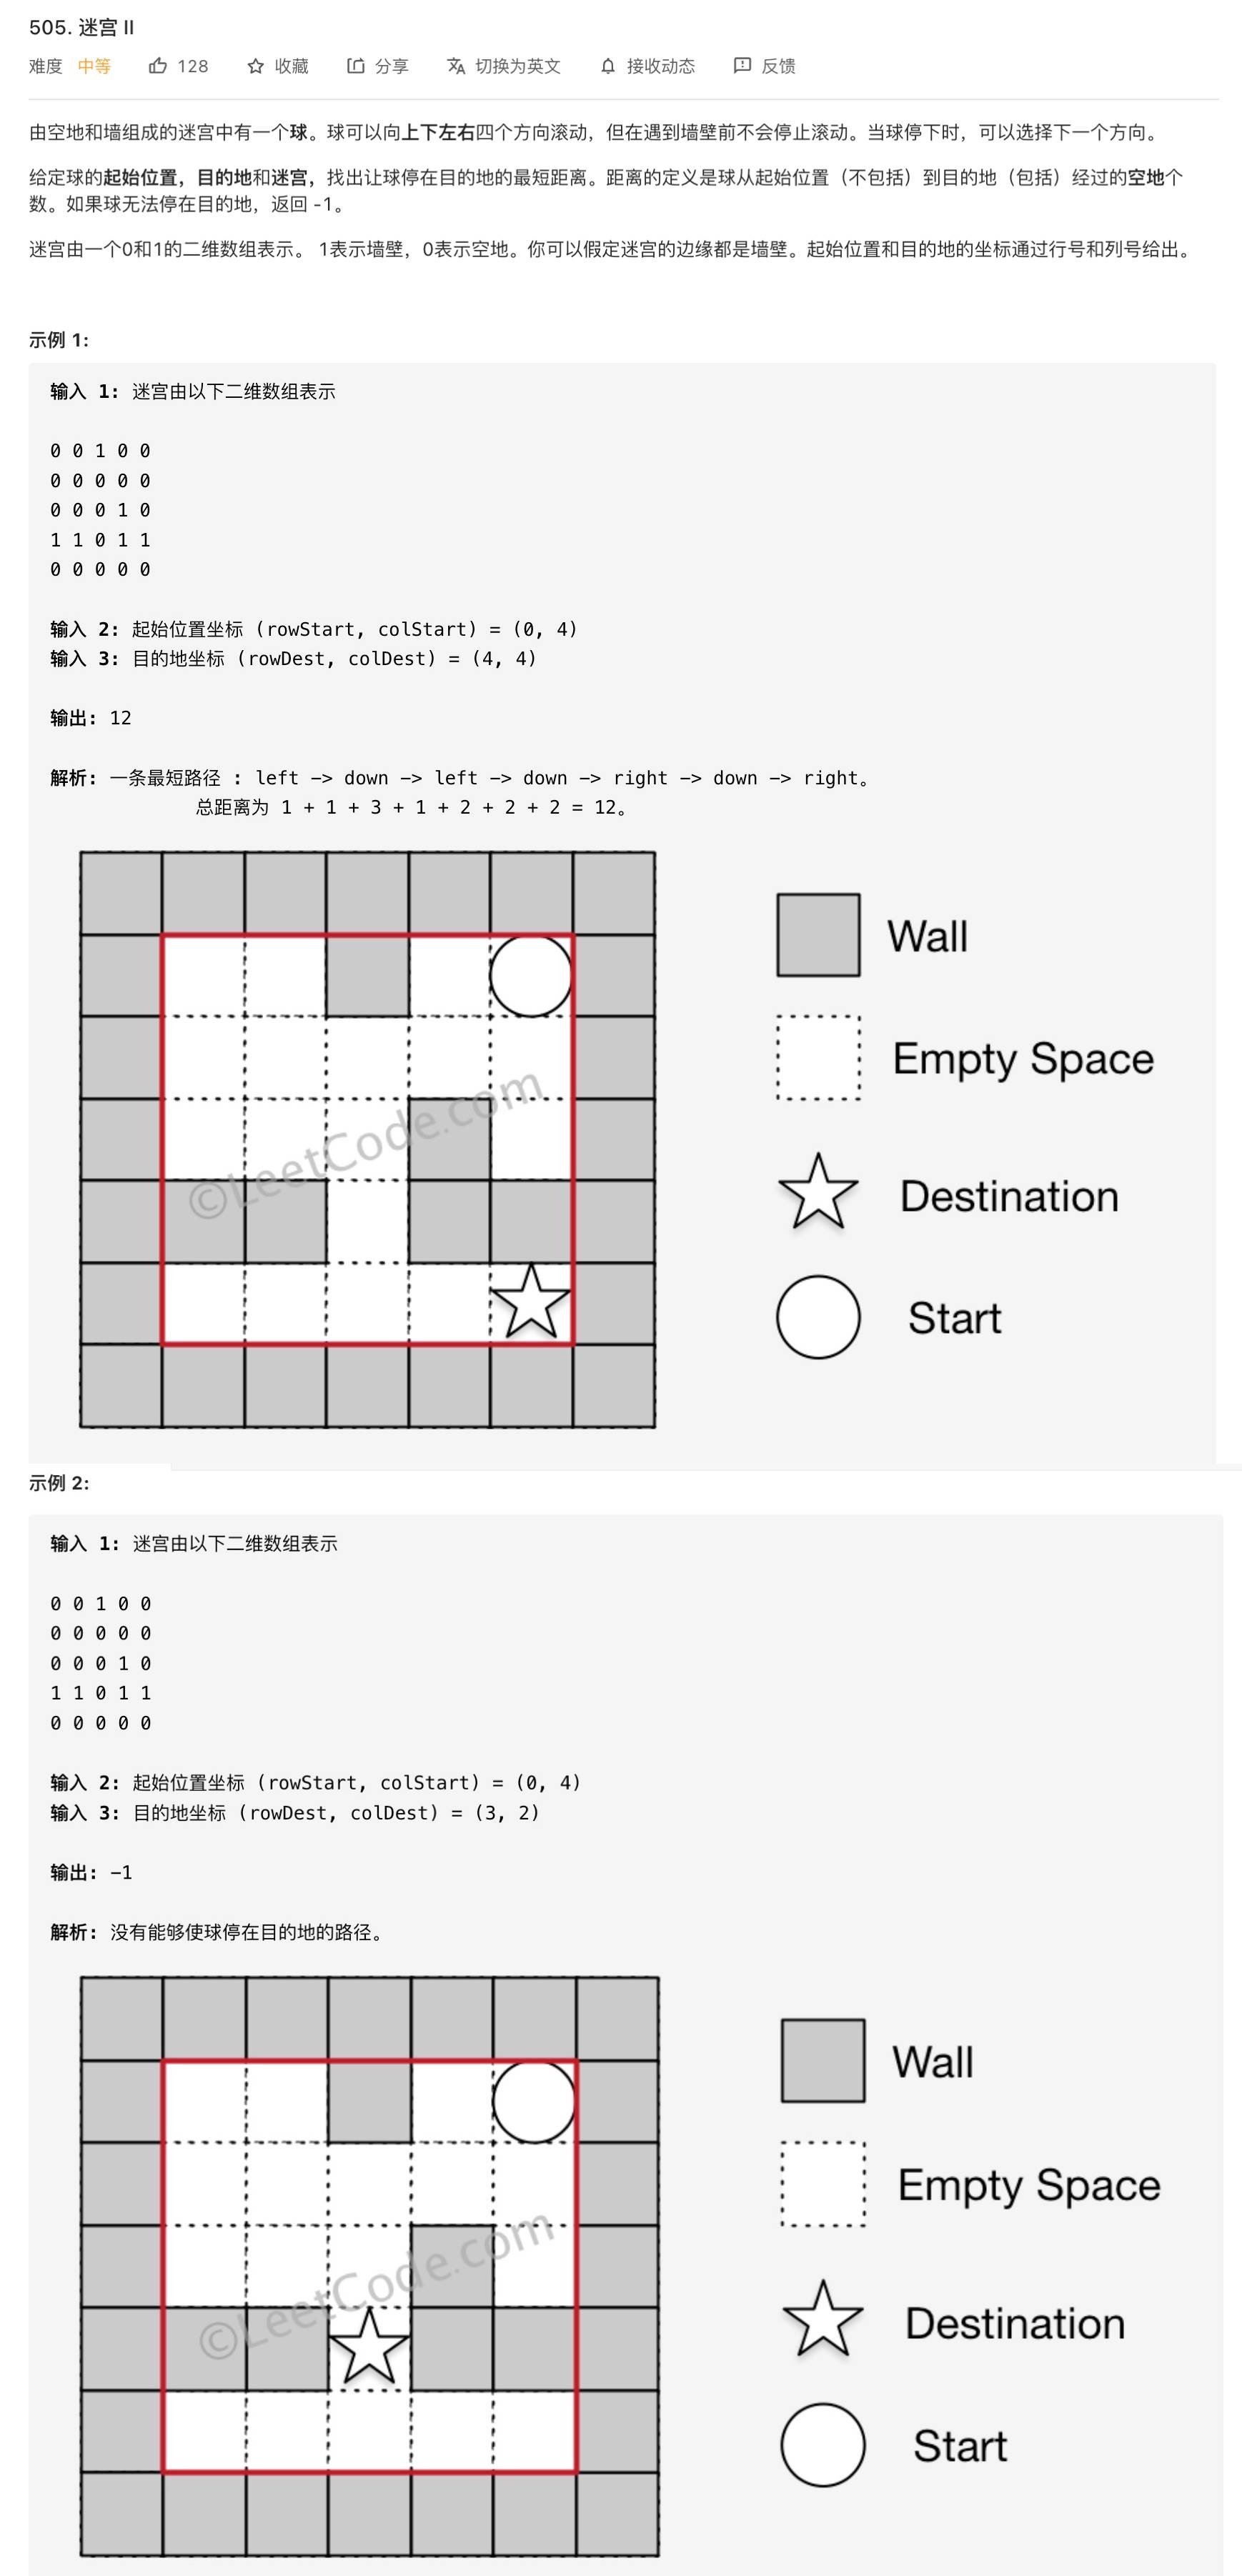 505. 迷宫 II
难度 中等 128 收藏 分享 切换为英文 接收动态 反馈
由空地和墙组成的迷宫中有一个球。球可以向上下左右四个方向滚动，但在遇到墙壁前不会停止滚动。当球停下时，可以选择下一个方向。
给定球的起始位置，目的地和迷宫，找出让球停在目的地的最短距离。距离的定义是球从起始位置（不包括）到目的地（包括）经过的空地个
数。如果球无法停在目的地，返回 -1。
迷宫由一个0和1的二维数组表示。 1表示墙壁，0表示空地。你可以假定迷宫的边缘都是墙壁。起始位置和目的地的坐标通过行号和列号给出。
示例 1:
输入 1: 迷宫由以下二维数组表示
0 0 1 0 0
0 0 0 0 0
0 0 0 1 0
1 1 0 1 1
0 0 0 0 0
输入 2: 起始位置坐标 (rowStart, colStart) = (0, 4)
输入 3: 目的地坐标 (rowDest, colDest) = (4, 4)
输出: 12
解析: 一条最短路径 : left -> down -> left -> down -> right -> down -> right。
总距离为 1 + 1 + 3 + 1 + 2 + 2 + 2 = 12。
Wall
Empty Space
Destination
Start
©LeetCode.com
示例 2:
输入 1: 迷宫由以下二维数组表示
0 0 1 0 0
0 0 0 0 0
0 0 0 1 0
1 1 0 1 1
0 0 0 0 0
输入 2: 起始位置坐标 (rowStart, colStart) = (0, 4)
输入 3: 目的地坐标 (rowDest, colDest) = (3, 2)
输出: -1
解析: 没有能够使球停在目的地的路径。
Wall
Empty Space
Destination
Start
©LeetCode.com